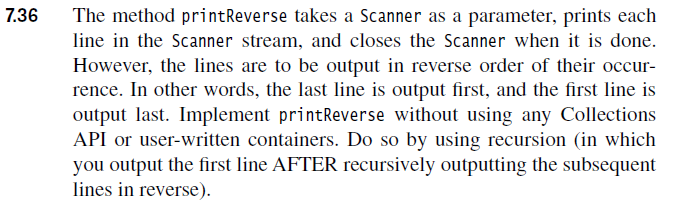 7.36 The method printReverse takes a Scanner as a parameter, prints each
line in the Scanner stream, and closes the Scanner when it is done.
However, the lines are to be output in reverse order of their occur-
rence. In other words, the last line is output first, and the first line is
output last. Implement printReverse without using any Collections
API or user-written containers. Do so by using recursion (in which
you output the first line AFTER recursively outputting the subsequent
lines in reverse).